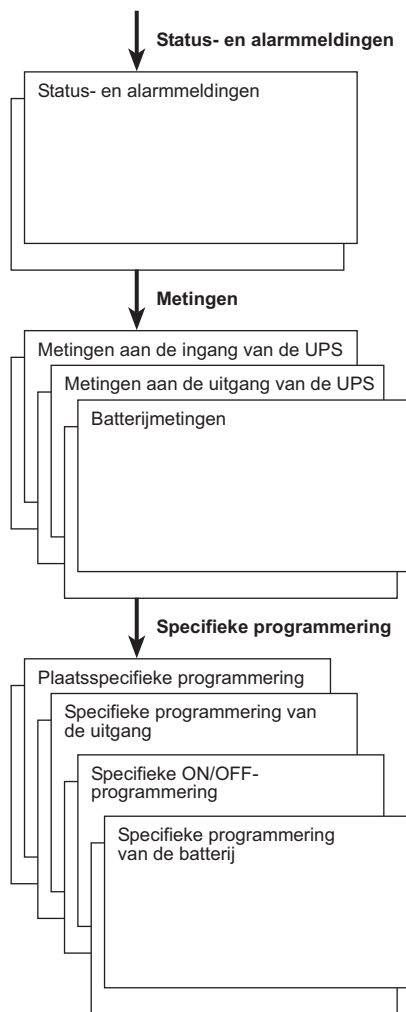 Status- en alarmmeldingen
Status- en alarmmeldingen
Metingen
Metingen aan de ingang van de UPS
Metingen aan de uitgang van de UPS
Batterijmetingen
Specifieke programmering
Plaatsspecifieke programmering
Specifieke programmering van
de uitgang
Specifieke ON/OFF-
programmering
Specifieke programmering
van de batterij